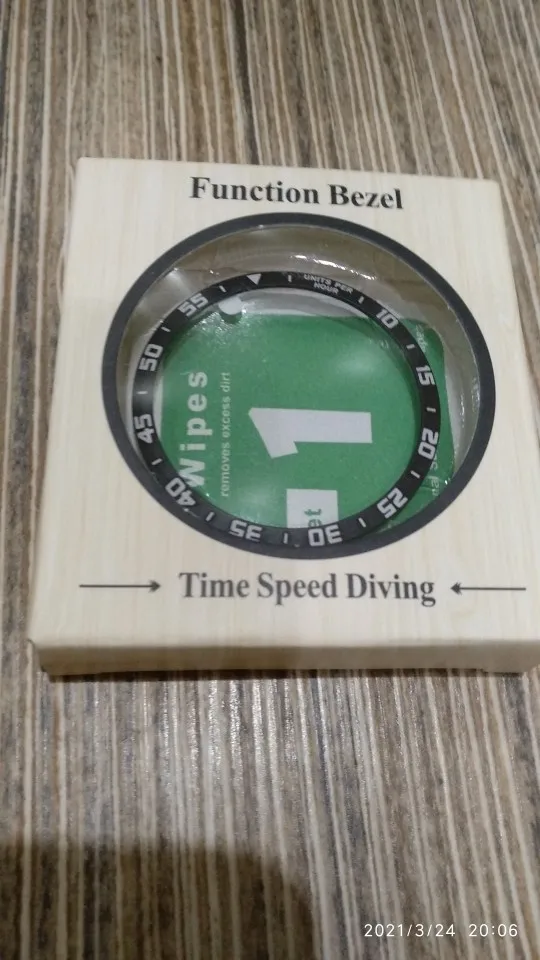 Function Bezel
UNITS PER
HOUR
10
15
20
25
30
35
40
45
50
55
Wipes
removes excess dirt
1
Time Speed Diving
2021/3/24 20:06